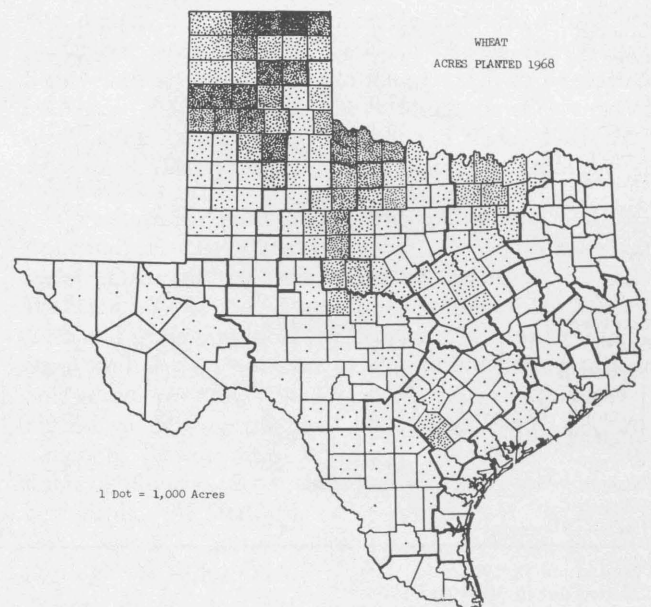 WHEAT
ACRES PLANTED 1968
1 Dot = 1,000 Acres